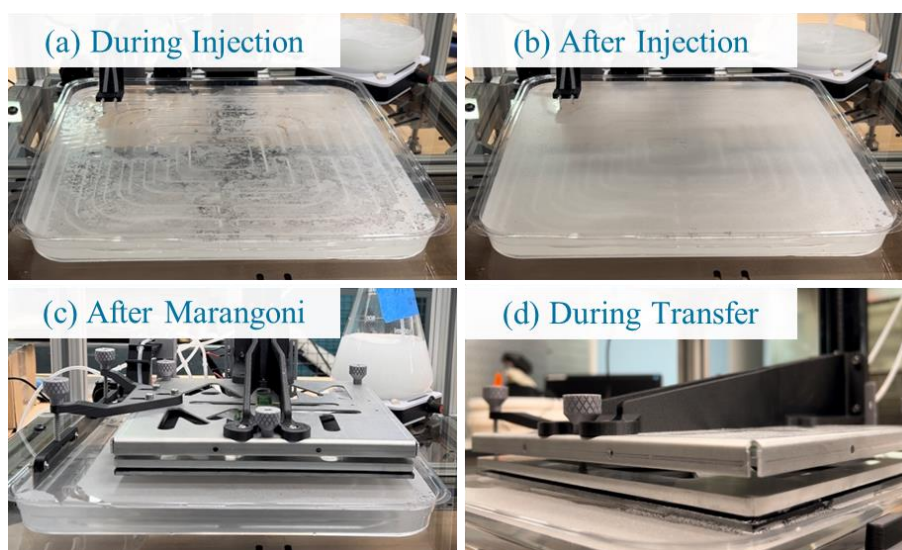 (a) During Injection
(b) After Injection
(c) After Marangoni
(d) During Transfer